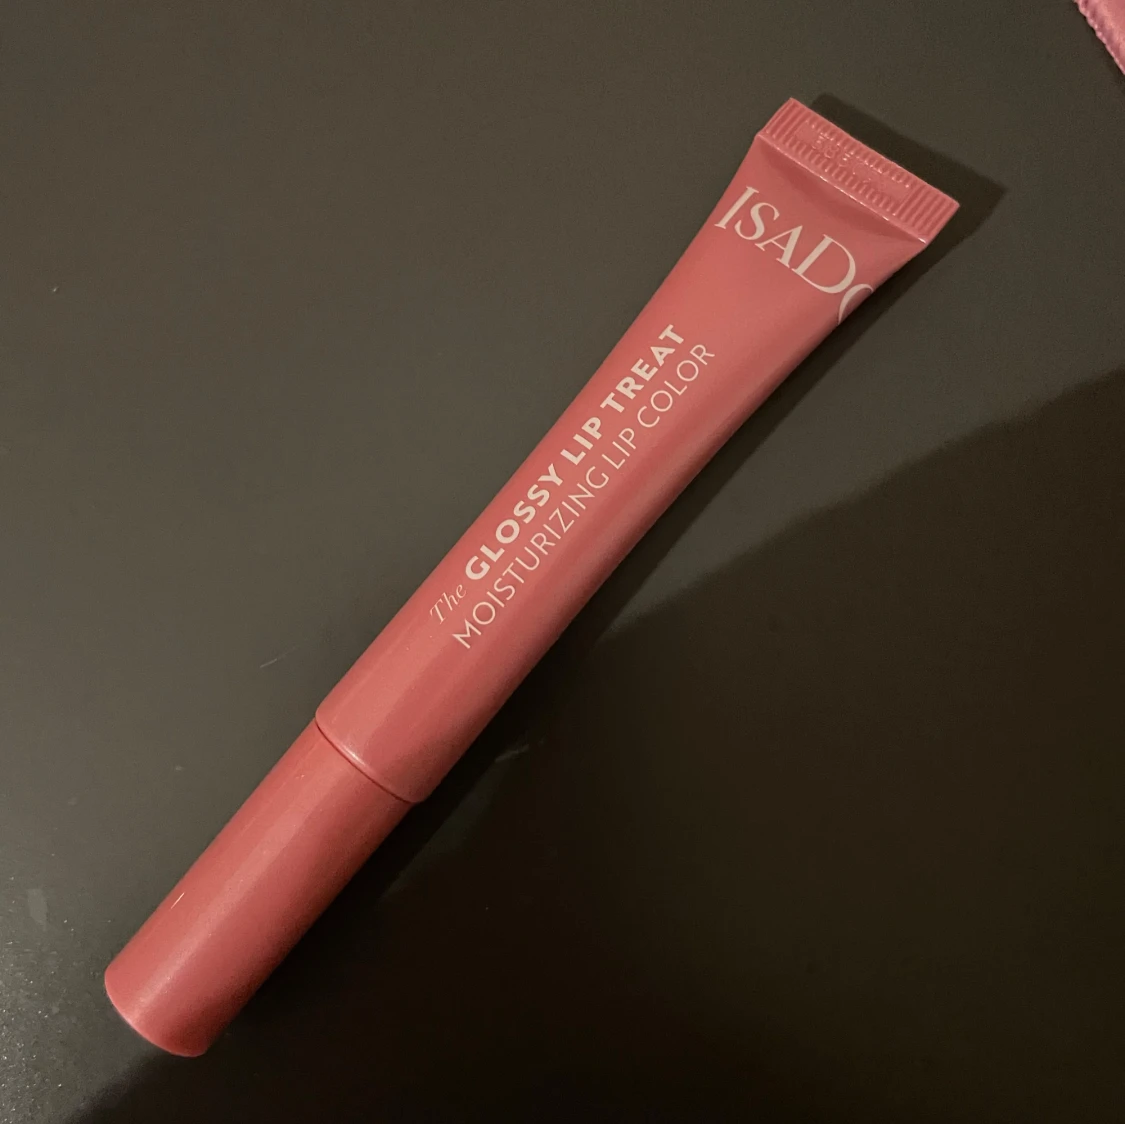 ISADO
The GLOSSY LIP TREAT
MOISTURIZING LIP COLOR